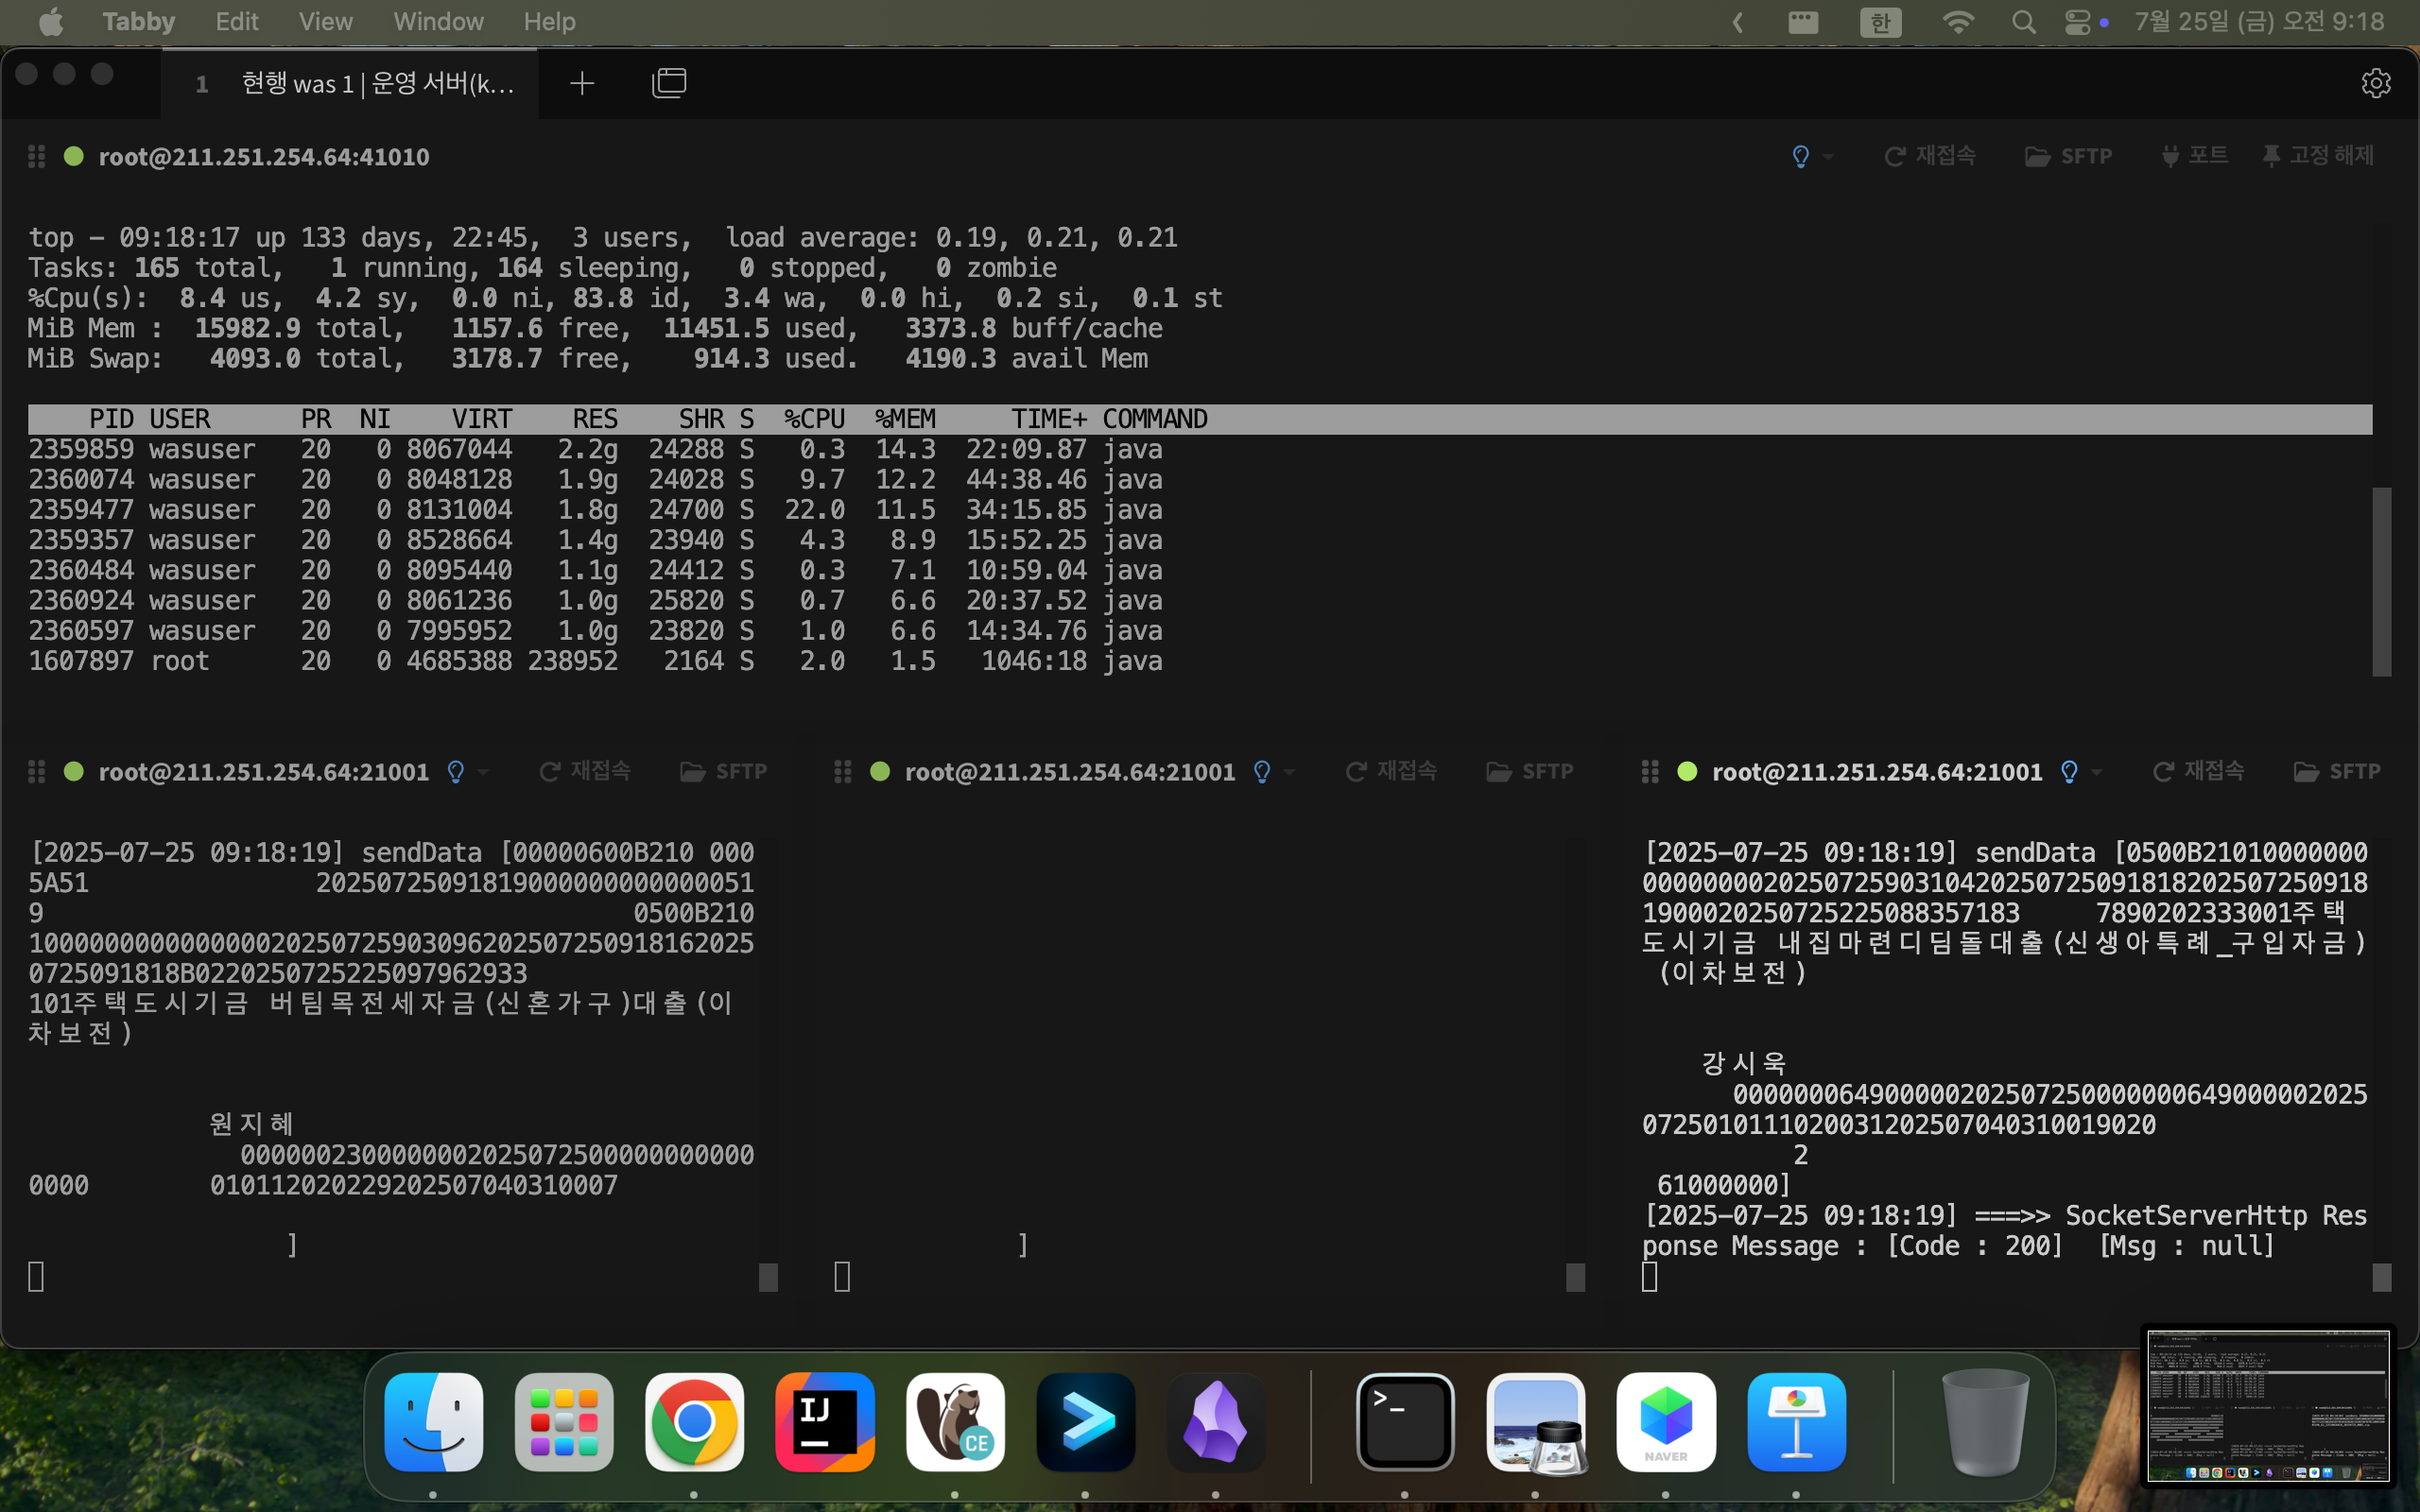 Tabby Edit View Window Help 한 7월 25일 (금) 오전 9:18
1 현행 was 1 | 운영 서버(k...
root@211.251.254.64:41010 재접속 SFTP 포트 고정 해제
top - 09:18:17 up 133 days, 22:45, 3 users, load average: 0.19, 0.21, 0.21
Tasks: 165 total, 1 running, 164 sleeping, 0 stopped, 0 zombie
%Cpu(s): 8.4 us, 4.2 sy, 0.0 ni, 83.8 id, 3.4 wa, 0.0 hi, 0.2 si, 0.1 st
MiB Mem : 15982.9 total, 1157.6 free, 11451.5 used, 3373.8 buff/cache
MiB Swap: 4093.0 total, 3178.7 free, 914.3 used. 4190.3 avail Mem
PID USER PR NI VIRT RES SHR S %CPU %MEM TIME+ COMMAND
2359859 wasuser 20 0 8067044 2.2g 24288 S 0.3 14.3 22:09.87 java
2360074 wasuser 20 0 8048128 1.9g 24028 S 9.7 12.2 44:38.46 java
2359477 wasuser 20 0 8131004 1.8g 24700 S 22.0 11.5 34:15.85 java
2359357 wasuser 20 0 8528664 1.4g 23940 S 4.3 8.9 15:52.25 java
2360484 wasuser 20 0 8095440 1.1g 24412 S 0.3 7.1 10:59.04 java
2360924 wasuser 20 0 8061236 1.0g 25820 S 0.7 6.6 20:37.52 java
2360597 wasuser 20 0 7995952 1.0g 23820 S 1.0 6.6 14:34.76 java
1607897 root 20 0 4685388 238952 2164 S 2.0 1.5 1046:18 java
root@211.251.254.64:21001 재접속 SFTP
[2025-07-25 09:18:19] sendData [00000600B210 000
5A51 202507250918190000000000000051
9 0500B210
100000000000000020250725903096202507250918162025
0725091818B0220250725225097962933
101주택도시기금 버팀목전세자금(신혼가구)대출(이
차보전)
원지혜
0000002300000000202507250000000000
0000 010112020229202507040310007
]
root@211.251.254.64:21001 재접속 SFTP
]
root@211.251.254.64:21001 재접속 SFTP
[2025-07-25 09:18:19] sendData [0500B21010000000
000000002025072590310420250725091818202507250918
1900020250725225088357183 7890202333001주택
도시기금 내집마련디딤돌대출(신생아특례_구입자금)
(이차보전)
강시욱
000000064900000020250725000000064900000​2025
0725010111020031202507040310019020
2
61000000]
[2025-07-25 09:18:19] ===>> SocketServerHttp Res
ponse Message : [Code : 200] [Msg : null]
IJ
CE
>_
NAVER